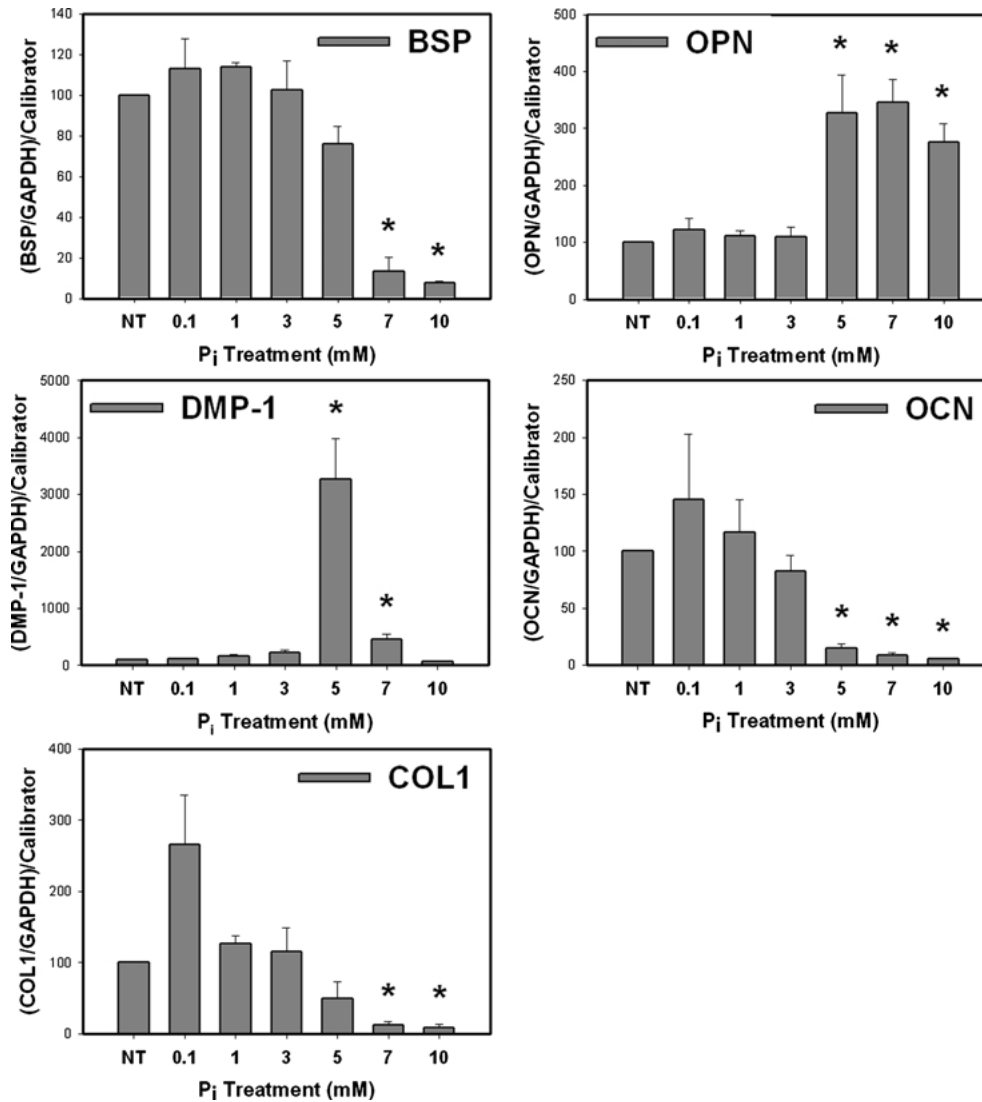 BSP
(BSP/GAPDH)/Calibrator
140
120
100
80
60
40
20
0
* *
NT 0.1 1 3 5 7 10
Pi Treatment (mM)
OPN
(OPN/GAPDH)/Calibrator
500
400
300
200
100
0
* * *
NT 0.1 1 3 5 7 10
Pi Treatment (mM)
DMP-1
(DMP-1/GAPDH)/Calibrator
5000
4000
3000
2000
1000
0
* *
NT 0.1 1 3 5 7 10
Pi Treatment (mM)
OCN
(OCN/GAPDH)/Calibrator
250
200
150
100
50
0
* * *
NT 0.1 1 3 5 7 10
Pi Treatment (mM)
COL1
(COL1/GAPDH)/Calibrator
400
300
200
100
0
* *
NT 0.1 1 3 5 7 10
Pi Treatment (mM)